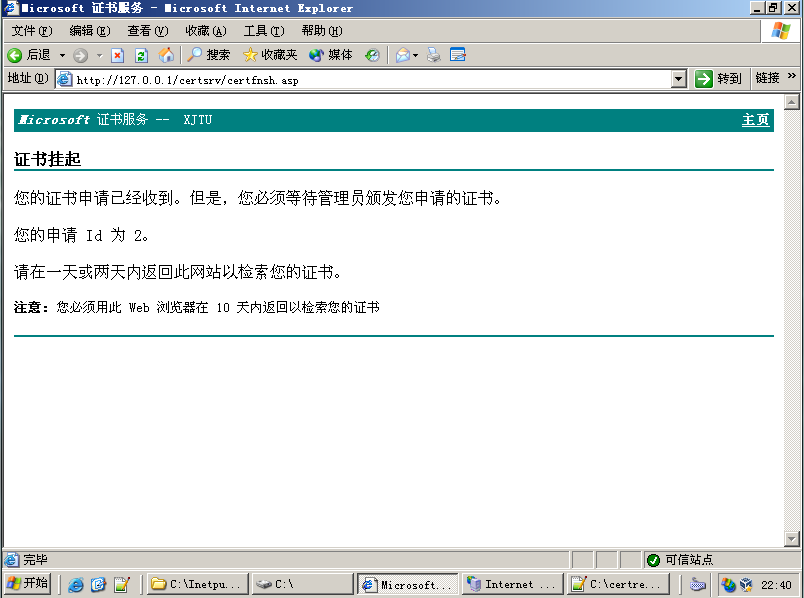 Microsoft 证书服务 - Microsoft Internet Explorer
文件(F) 编辑(E) 查看(V) 收藏(A) 工具(T) 帮助(H)
后退 搜索 收藏夹 媒体
地址(D) http://127.0.0.1/certsrv/certfnsh.asp 转到 链接 »
Microsoft 证书服务 -- XJTU 主页
证书挂起
您的证书申请已经收到。但是，您必须等待管理员颁发您申请的证书。
您的申请 Id 为 2。
请在一天或两天内返回此网站以检索您的证书。
注意：您必须用此 Web 浏览器在 10 天内返回以检索您的证书
完毕 可信站点
开始 C:\Inetpu... C:\ Microsoft... Internet ... C:\certre... 22:40